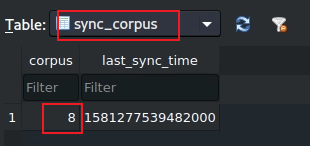 Table: sync_corpus
corpus last_sync_time
Filter Filter
1 8 1581277539482000